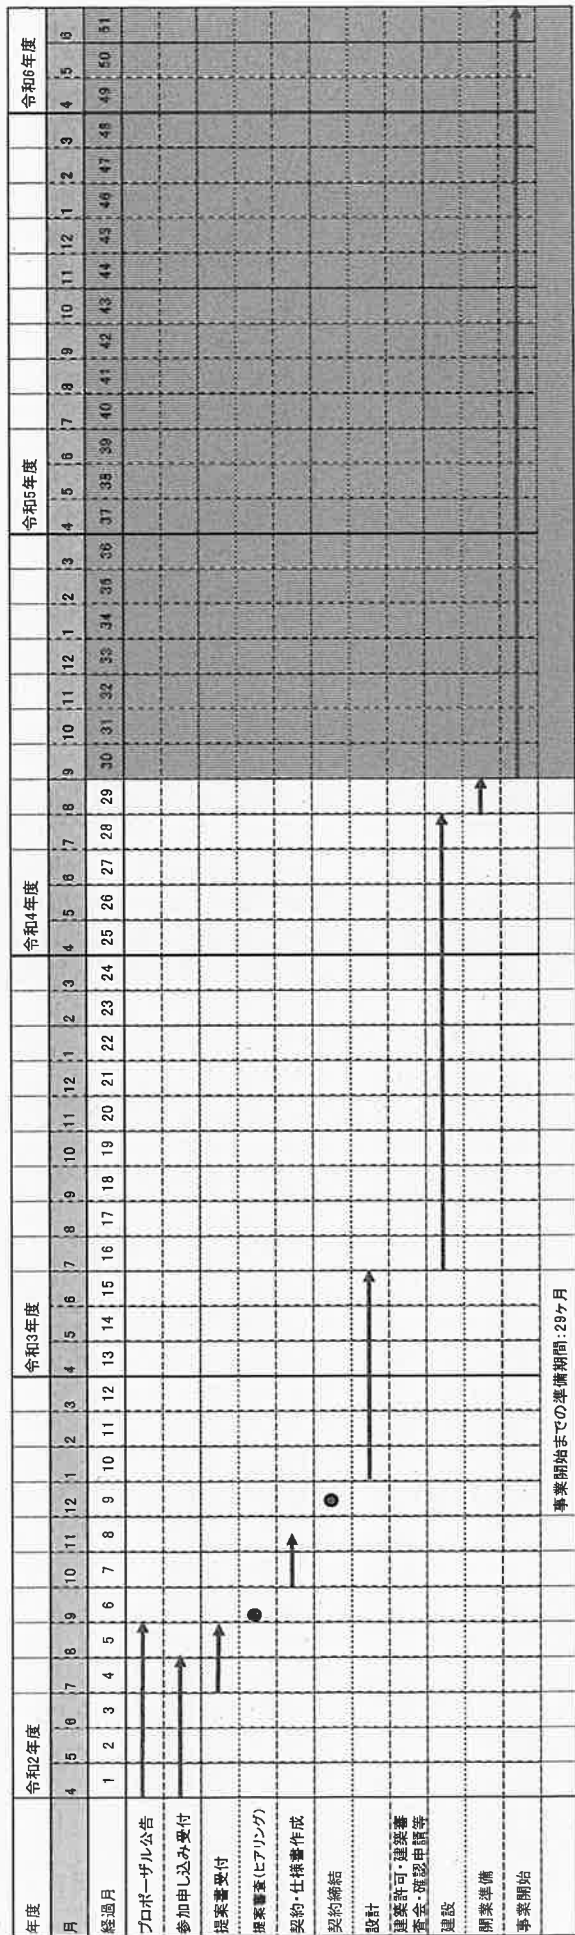 年度 令和2年度 令和3年度 令和4年度 令和5年度 令和6年度
月 4 5 6 7 8 9 10 11 12 1 2 3 4 5 6 7 8 9 10 11 12 1 2 3 4 5 6 7 8 9 10 11 12 1 2 3 4 5 6 7 8 9 10 11 12 1 2 3 4 5 6
経過月 1 2 3 4 5 6 7 8 9 10 11 12 13 14 15 16 17 18 19 20 21 22 23 24 25 26 27 28 29 30 31 32 33 34 35 36 37 38 39 40 41 42 43 44 45 46 47 48 49 50 51
プロポーザル公告
参加申し込み受付
提案書受付
提案審査(ヒアリング)
契約・仕様書作成
契約締結
設計
建築許可・建築審
査会・確認申請等
建設
開業準備
事業開始
事業開始までの準備期間:29ヶ月